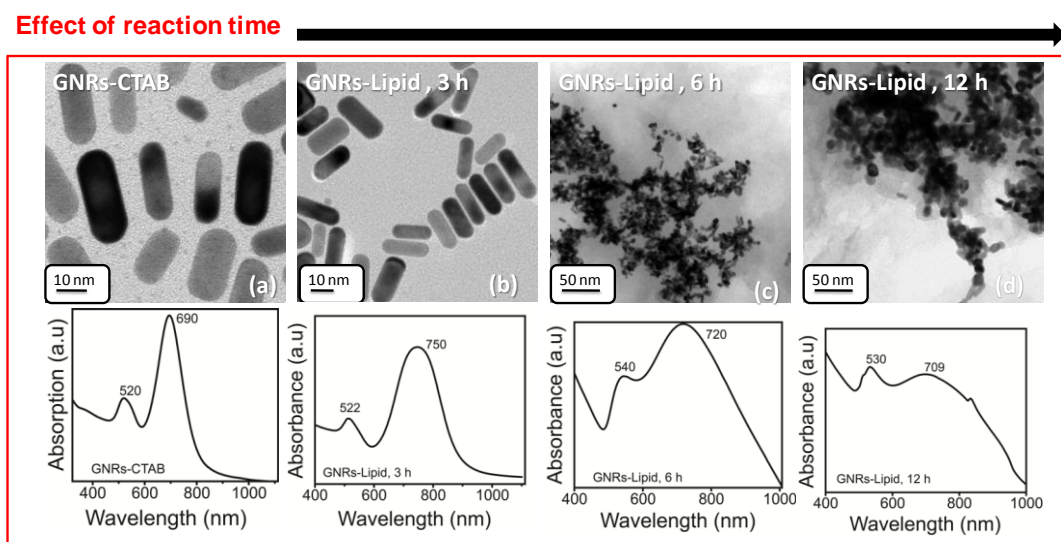 Effect of reaction time
GNRs-CTAB
GNRs-Lipid , 3 h
GNRs-Lipid , 6 h
GNRs-Lipid , 12 h
10 nm
(a)
10 nm
(b)
50 nm
(c)
50 nm
(d)
Absorption (a.u)
690
520
GNRs-CTAB
400 600 800 1000
Wavelength (nm)
Absorbance (a.u)
750
522
GNRs-Lipid, 3 h
400 600 800 1000
Wavelength (nm)
Absorbance (a.u)
720
540
GNRs-Lipid, 6 h
400 600 800 1000
Wavelength (nm)
Absorbance (a.u)
530
709
GNRs-Lipid, 12 h
400 600 800 1000
Wavelength (nm)